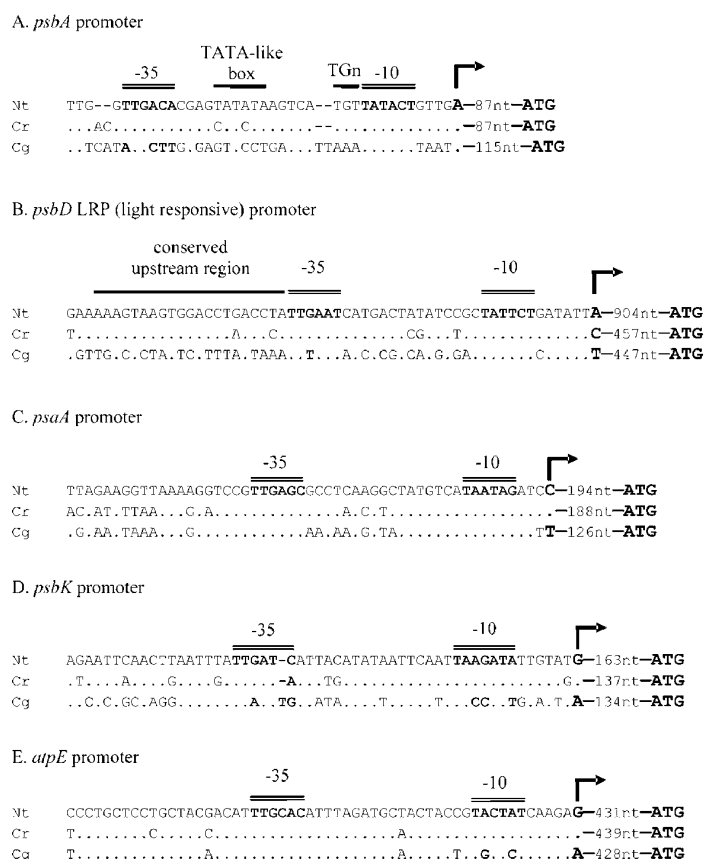 A. psbA promoter
-35 TATA-like box TGn -10
Nt TTG--GTTGACACGAGTATATAAGTCA--TGTTATACTGTTGA–87nt–ATG
Cr ...AC.........C..C......--............–87nt–ATG
Cg ..TCATA..CTTG.GAGT.CCTGA...TTAAA......TAAT.–115nt–ATG
B. psbD LRP (light responsive) promoter
conserved upstream region -35 -10
Nt GAAAAAGTAAGTGGACCTGACCTATTGAATCATGACTATATCCGCTATTCTGATATTA–904nt–ATG
Cr T.................A...C..............CG...T..............C–457nt–ATG
Cg .GTTG.C.CTA.TC.TTTA.TAAA..T...A.C.CG.CA.G.GA.......C.....T–447nt–ATG
C. psaA promoter
-35 -10
Nt TTAGAAGGTTAAAAGGTCCGTTGAGCGCCTCAAGGCTATGTCATAATAGATCCC–194nt–ATG
Cr AC.AT.TTAA...G.A..............A.C.T...................–188nt–ATG
Cg .G.AA.TAAA...G.............AA.AA.G.TA...............TT–126nt–ATG
D. psbK promoter
-35 -10
Nt AGAATTCAACTTAATTTATTGAT-CATTACATATAATTCAATTAAGATATTGTATG–163nt–ATG
Cr .T....A....G....G......-A...TG........................G.–137nt–ATG
Cg ..C.C.GC.AG.........A..TG..ATA....T.....T...CC..TG.A.T.A–134nt–ATG
E. atpE promoter
-35 -10
Nt CCCTGCTCCTGCTACGACATTTGCACATTTAGATGCTACTACCGTACTATCAAGAG–431nt–ATG
Cr T........C.....C.....................A..................–439nt–ATG
Cg T..............A...........................T..G..C......A–428nt–ATG